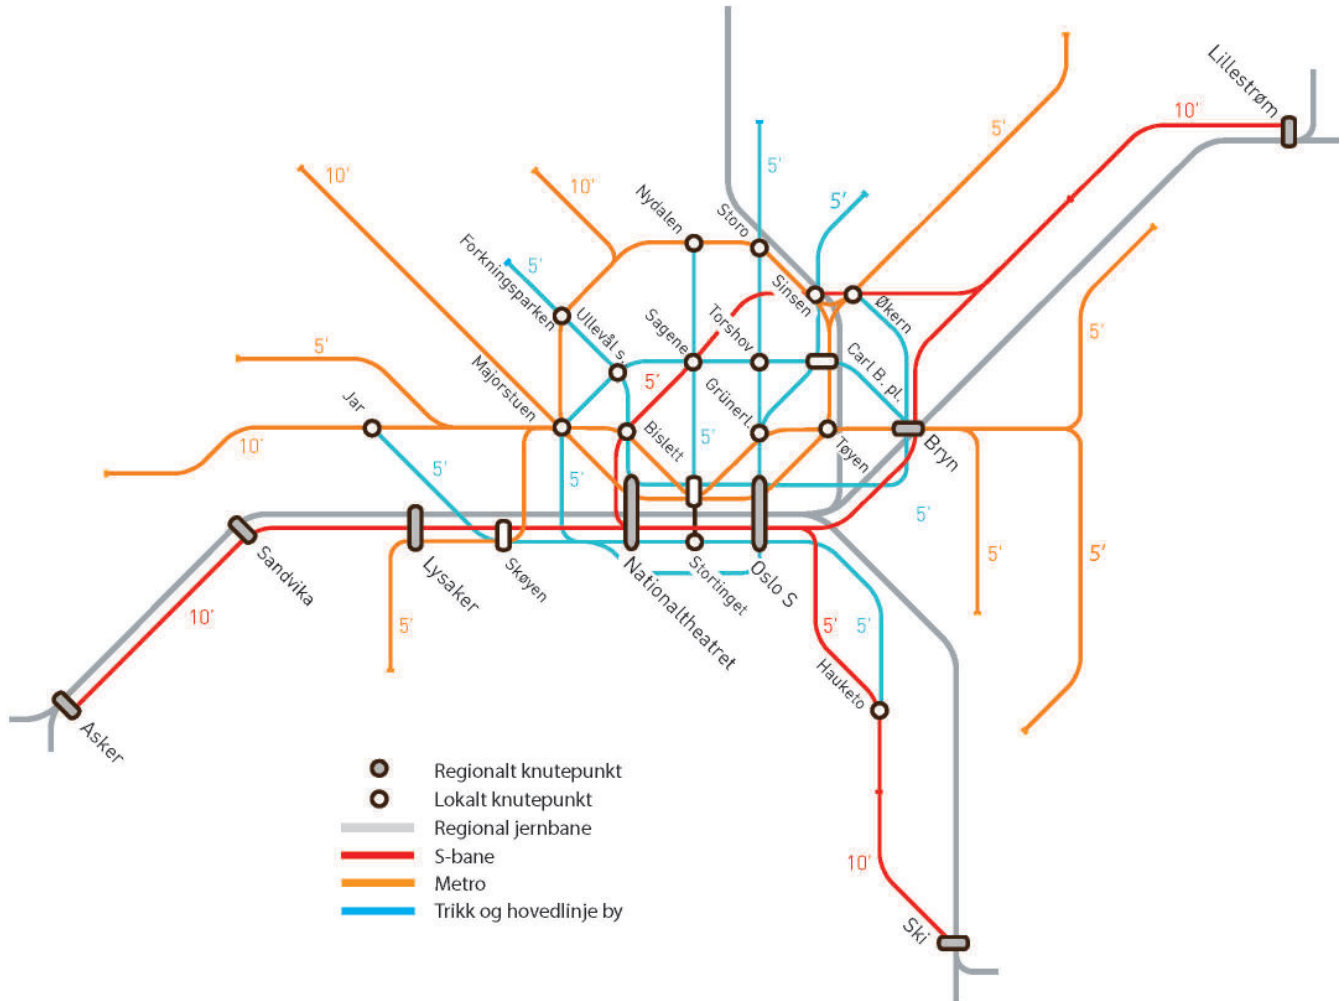 Lillestrøm
10'
5'
10'
10'
5'
5'
Nydalen
Storo
Forkningsparken
5'
Ullevål s.
Sinsen
Økern
Sagene
Torshov
5'
5'
Majorstuen
5'
Grünerl.
Carl B. pl.
Jar
Bislett
Tøyen
Bryn
10'
5'
5'
5'
5'
5'
5'
Sandvika
Lysaker
Skøyen
Nationaltheatret
Stortinget
Oslo S
10'
5'
5'
5'
Hauketo
Asker
10'
Ski
Regionalt knutepunkt
Lokalt knutepunkt
Regional jernbane
S-bane
Metro
Trikk og hovedlinje by